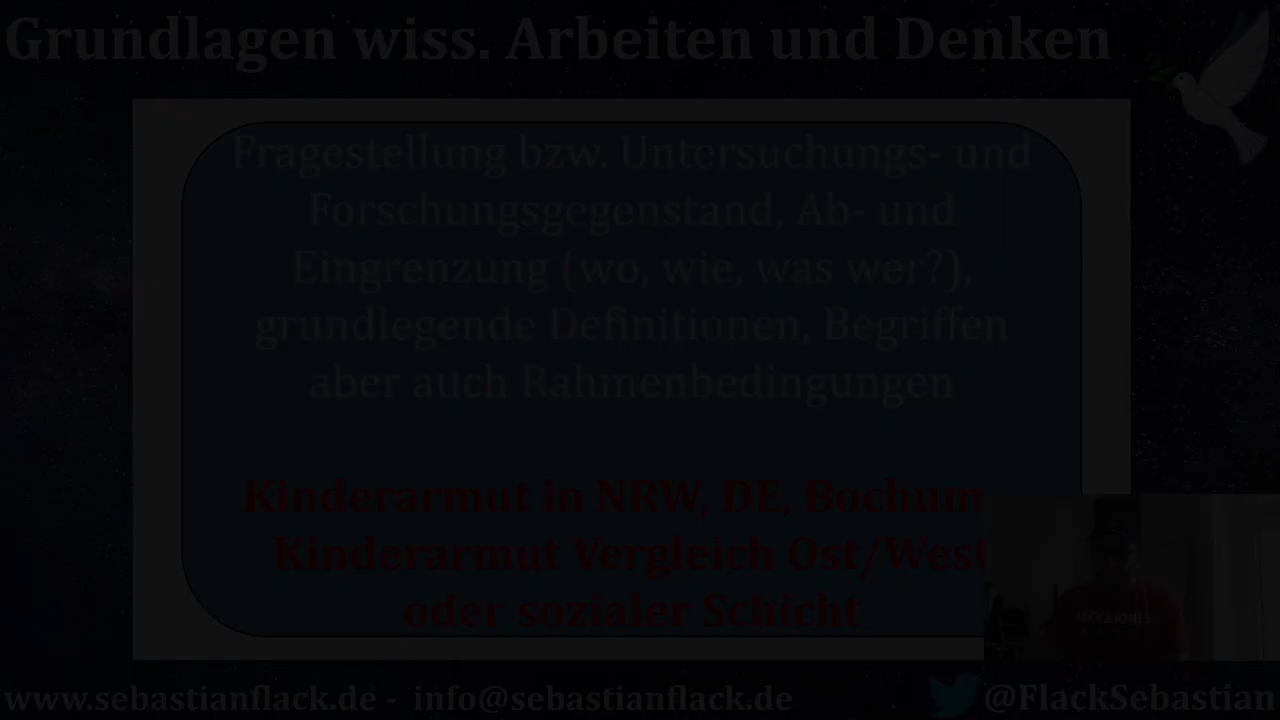 Grundlagen wiss. Arbeiten und Denken
Fragestellung bzw. Untersuchungs- und
Forschungsgegenstand, Ab- und
Eingrenzung (wo, wie, was wer?),
grundlegende Definitionen, Begriffen
aber auch Rahmenbedingungen
Kinderarmut in NRW, DE, Bochum
Kinderarmut Vergleich Ost/West
oder sozialer Schicht
JACK&JONES
www.sebastianflack.de - info@sebastianflack.de
@FlackSebastian